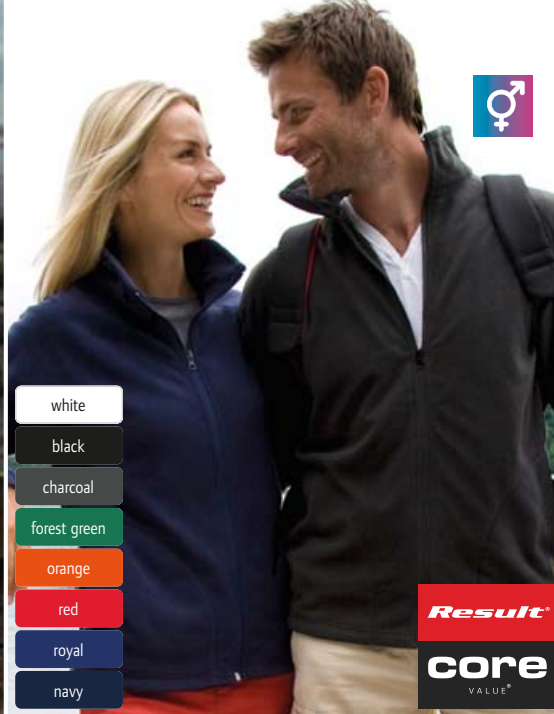 white
black
charcoal
forest green
orange
red
royal
navy
Result®
core
VALUE®